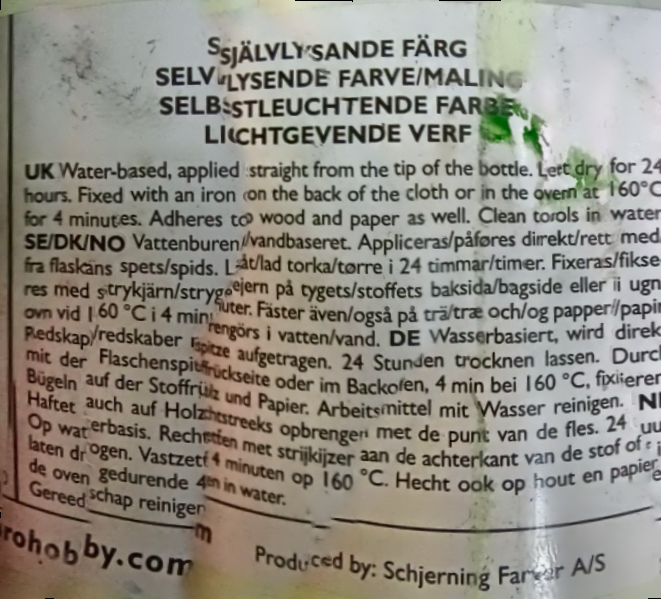 SJÄLVLYSANDE FÄRG
SELVLYSENDE FARVE/MALING
SELBSTLEUCHTENDE FARBE
LICHTGEVENDE VERF
UK Water-based, applied straight from the tip of the bottle. Let dry for 24
hours. Fixed with an iron on the back of the cloth or in the oven at 160°C
for 4 minutes. Adheres to wood and paper as well. Clean tools in water
SE/DK/NO Vattenburen/vandbaseret. Appliceras/påføres direkt/rett med
fra flaskans spets/spids. Låt/lad torka/tørre i 24 timmar/timer. Fixeras/fikse
res med strykjärn/strygejern på tygets/stoffets baksida/bagside eller i ugn
ovn vid 160 °C i 4 minuter. Fäster även/også på trä/træ och/og papper/papir
Redskap/redskaber rengörs i vatten/vand. DE Wasserbasiert, wird direk
mit der Flaschenspitze aufgetragen. 24 Stunden trocknen lassen. Durch
Bügeln auf der Stoffrückseite oder im Backofen, 4 min bei 160 °C, fixieren
Haftet auch auf Holz und Papier. Arbeitsmittel mit Wasser reinigen. NL
Op waterbasis. Rechtstreeks opbrengen met de punt van de fles. 24 uu
laten drogen. Vastzetten met strijkijzer aan de achterkant van de stof of i
de oven gedurende 4 minuten op 160 °C. Hecht ook op hout en papier
Gereedschap reinigen in water.
rohobby.com
Produced by: Schjerning Farver A/S